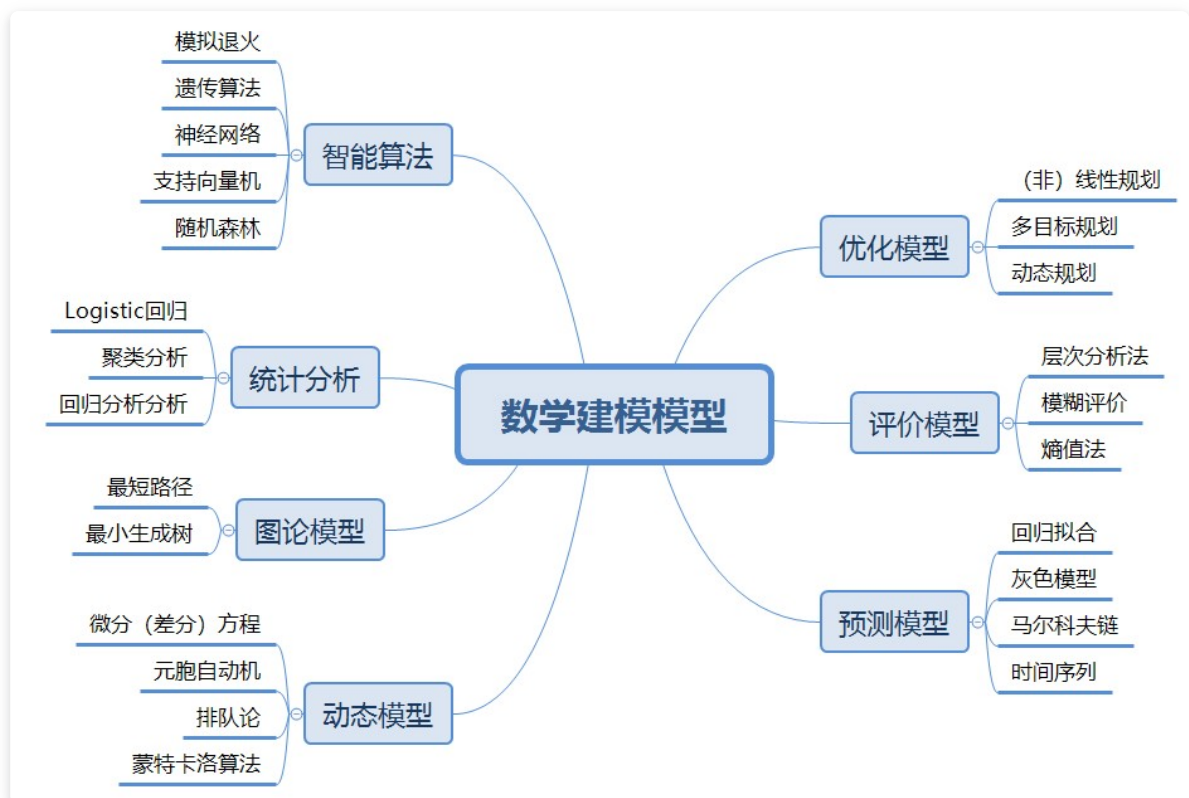 数学建模模型
智能算法
模拟退火
遗传算法
神经网络
支持向量机
随机森林
统计分析
Logistic回归
聚类分析
回归分析分析
图论模型
最短路径
最小生成树
动态模型
微分（差分）方程
元胞自动机
排队论
蒙特卡洛算法
优化模型
（非）线性规划
多目标规划
动态规划
评价模型
层次分析法
模糊评价
熵值法
预测模型
回归拟合
灰色模型
马尔科夫链
时间序列